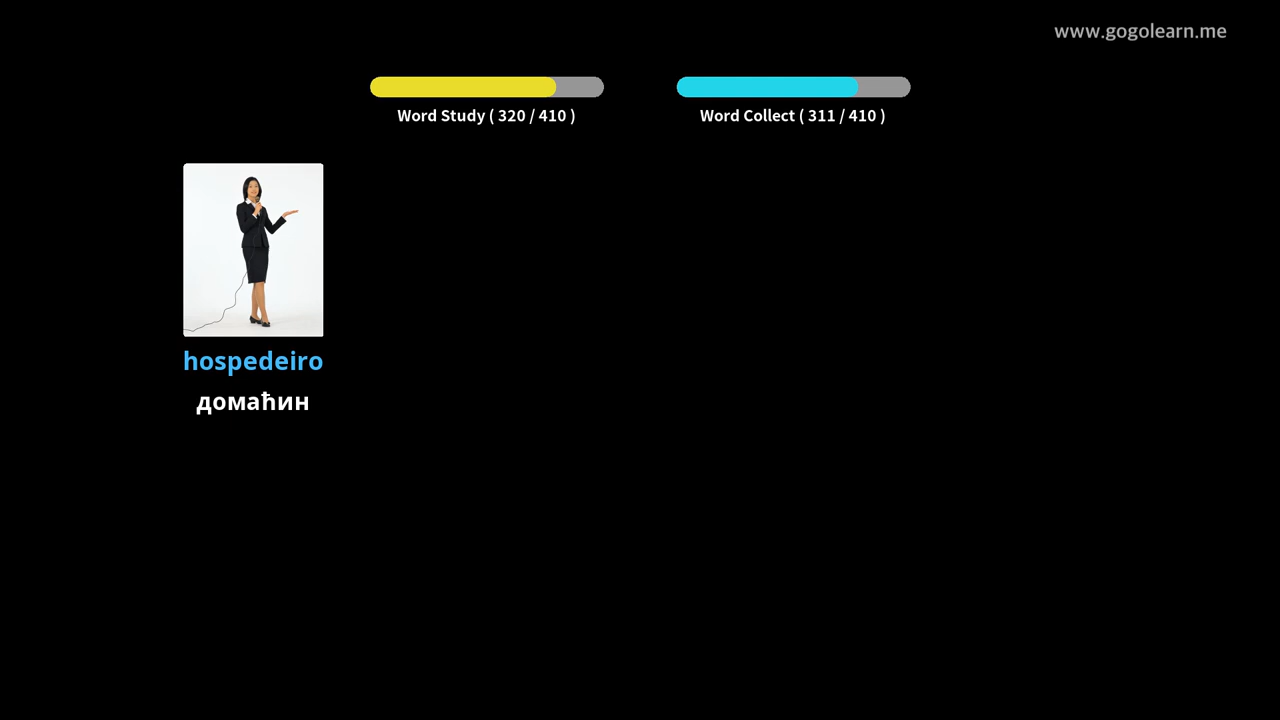 www.gogolearn.me
Word Study ( 320 / 410 )
Word Collect ( 311 / 410 )
hospedeiro
домаћин